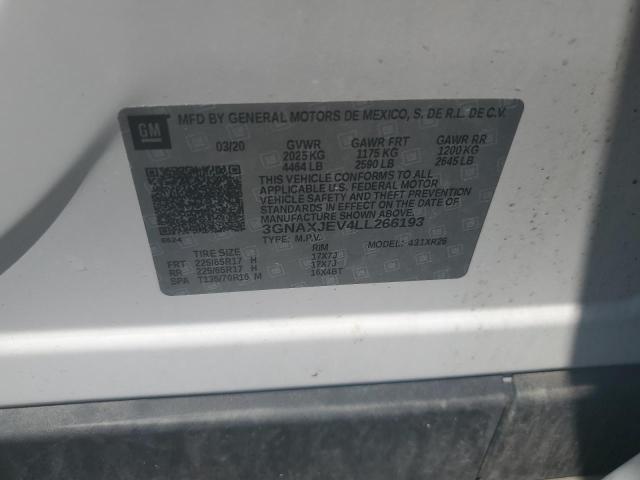 GM
MFD BY GENERAL MOTORS DE MEXICO, S. DE R.L. DE C.V.
03/20 GVWR GAWR FRT GAWR RR
2025 KG 1175 KG 1200 KG
4464 LB 2590 LB 2645 LB
THIS VEHICLE CONFORMS TO ALL
APPLICABLE U.S. FEDERAL MOTOR
VEHICLE SAFETY AND THEFT PREVENTION
STANDARDS IN EFFECT ON THE DATE OF
MANUFACTURE SHOWN ABOVE.
3GNAXJEV4LL266193
6624 TYPE: M.P.V. MODEL: 431XR26
TIRE SIZE RIM
FRT 225/65R17 H 17X7J
RR 225/65R17 H 17X7J
SPA T135/70R16 M 16X4BT